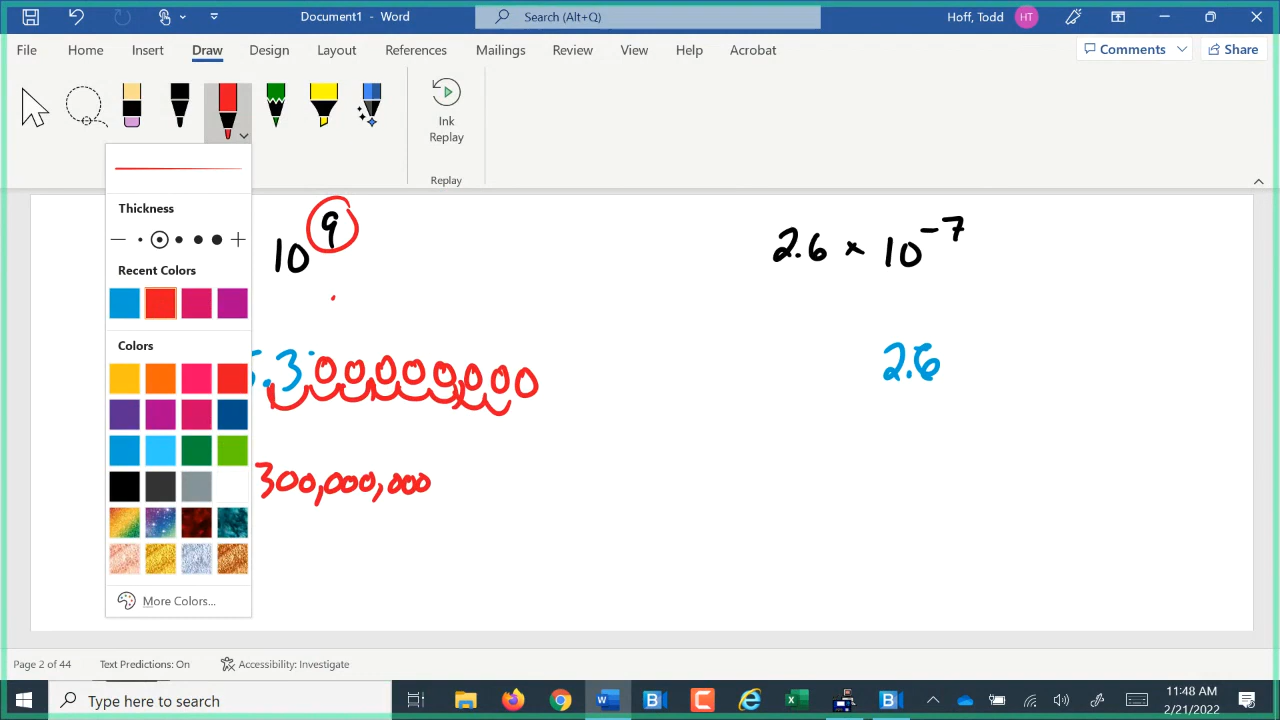 Document1 - Word
Search (Alt+Q)
Hoff, Todd
HT
File Home Insert Draw Design Layout References Mailings Review View Help Acrobat
Comments
Share
Ink
Replay
Replay
Thickness
Recent Colors
Colors
More Colors...
10^9
2.6 × 10^-7
.3 00000000
2.6
300,000,000
Page 2 of 44
Text Predictions: On
Accessibility: Investigate
Type here to search
11:48 AM
2/21/2022